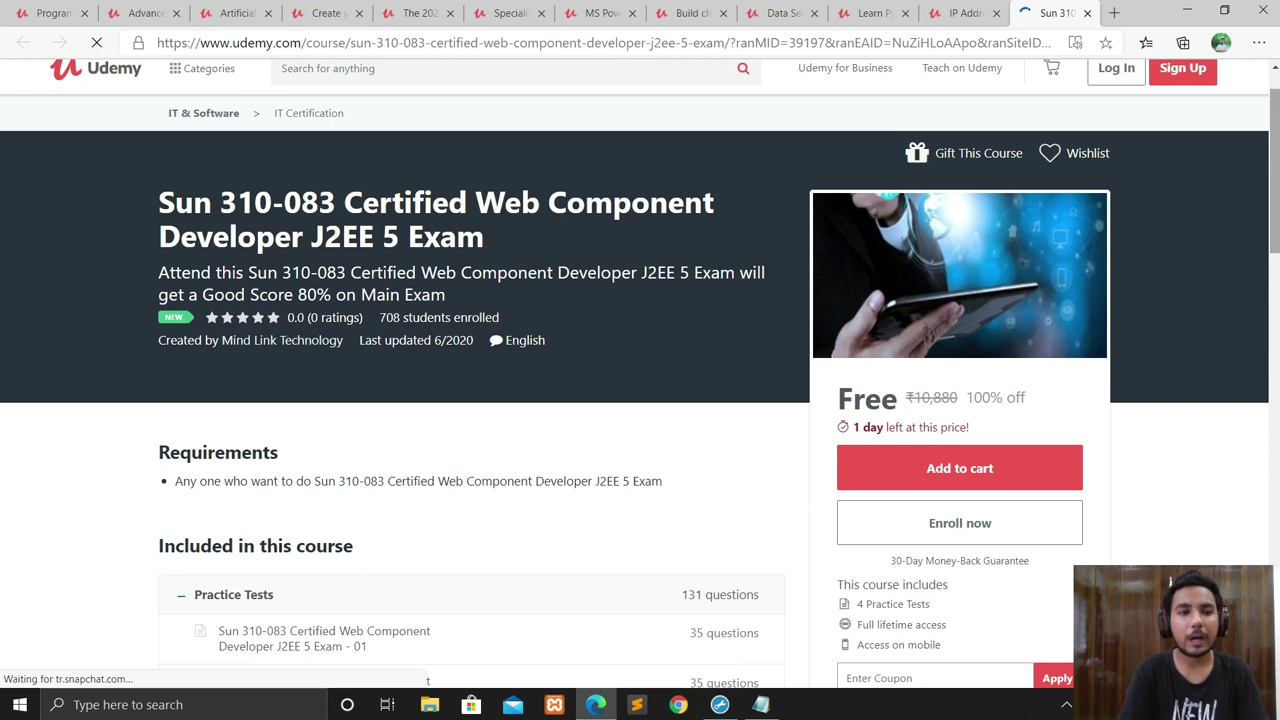 Program
Advance
Artificial
Create y
The 202
Speciali
MS Pow
Build ch
Data Se
Learn Py
IP Addre
Sun 310
https://www.udemy.com/course/sun-310-083-certified-web-component-developer-j2ee-5-exam/?ranMID=39197&ranEAID=NuZiHLoAApo&ranSiteID...
Udemy
Categories
Search for anything
Udemy for Business
Teach on Udemy
Log In
Sign Up
IT & Software > IT Certification
Gift This Course
Wishlist
Sun 310-083 Certified Web Component
Developer J2EE 5 Exam
Attend this Sun 310-083 Certified Web Component Developer J2EE 5 Exam will
get a Good Score 80% on Main Exam
NEW 0.0 (0 ratings) 708 students enrolled
Created by Mind Link Technology Last updated 6/2020 English
Free ₹10,880 100% off
1 day left at this price!
Add to cart
Enroll now
30-Day Money-Back Guarantee
This course includes
4 Practice Tests
Full lifetime access
Access on mobile
Enter Coupon Apply
Requirements
Any one who want to do Sun 310-083 Certified Web Component Developer J2EE 5 Exam
Included in this course
Practice Tests 131 questions
Sun 310-083 Certified Web Component 35 questions
Developer J2EE 5 Exam - 01
35 questions
Waiting for tr.snapchat.com...
Type here to search
NEW